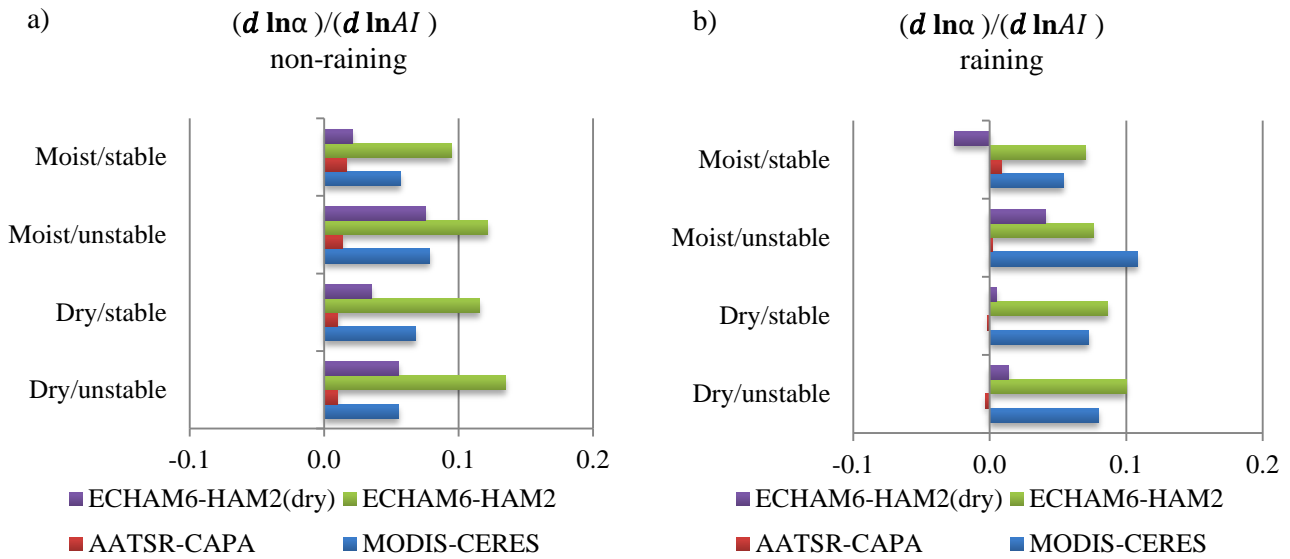 a)
(d lnα)/(d lnAI )
non-raining
Moist/stable
Moist/unstable
Dry/stable
Dry/unstable
-0.1 0.0 0.1 0.2
ECHAM6-HAM2(dry) ECHAM6-HAM2
AATSR-CAPA MODIS-CERES
b)
(d lnα)/(d lnAI )
raining
Moist/stable
Moist/unstable
Dry/stable
Dry/unstable
-0.1 0.0 0.1 0.2
ECHAM6-HAM2(dry) ECHAM6-HAM2
AATSR-CAPA MODIS-CERES